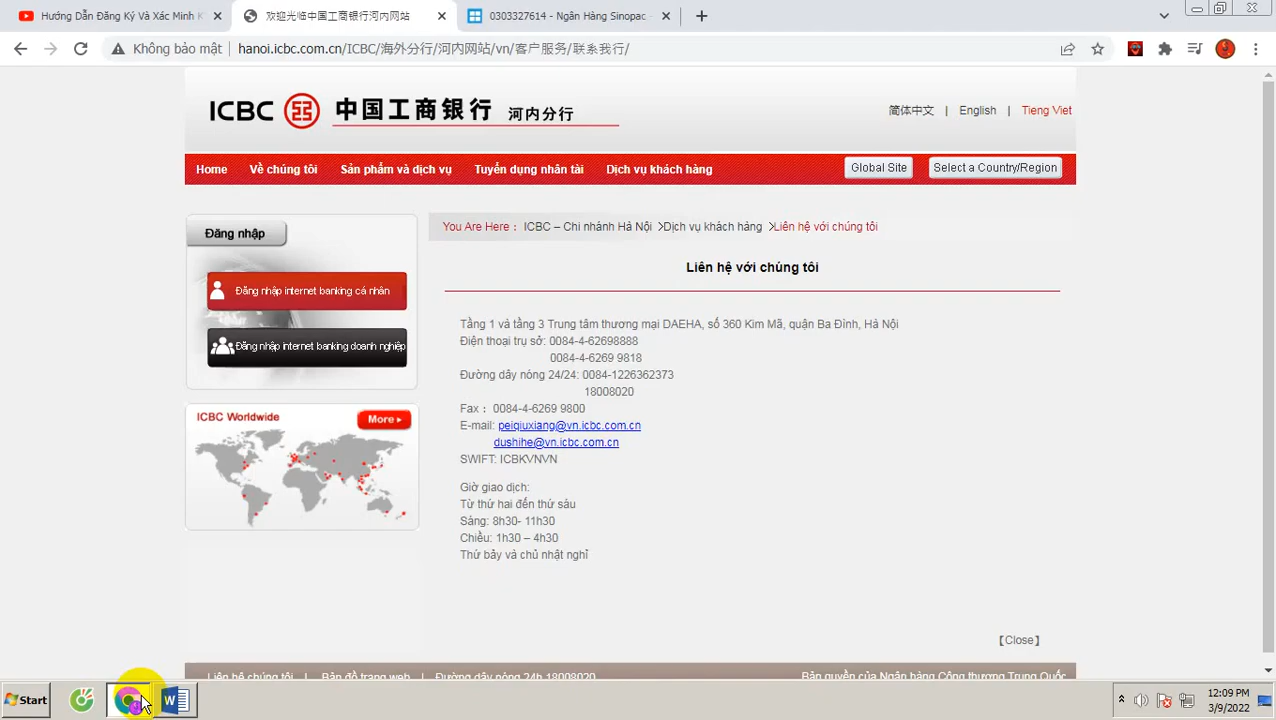 Hướng Dẫn Đăng Ký Và Xác Minh K
欢迎光临中国工商银行河内网站
0303327614 - Ngân Hàng Sinopac -
Không bảo mật
hanoi.icbc.com.cn/ICBC/海外分行/河内网站/vn/客户服务/联系我行/
ICBC 中国工商银行 河内分行
简体中文 | English | Tieng Viet
Home Về chúng tôi Sản phẩm và dịch vụ Tuyển dụng nhân tài Dịch vụ khách hàng Global Site Select a Country/Region
Đăng nhập
Đăng nhập internet banking cá nhân
Đăng nhập internet banking doanh nghiệp
ICBC Worldwide
More
You Are Here： ICBC – Chi nhánh Hà Nội >Dịch vụ khách hàng >Liên hệ với chúng tôi
Liên hệ với chúng tôi
Tầng 1 và tầng 3 Trung tâm thương mại DAEHA, số 360 Kim Mã, quận Ba Đình, Hà Nội
Điện thoại trụ sở: 0084-4-62698888
0084-4-6269 9818
Đường dây nóng 24/24: 0084-1226362373
18008020
Fax： 0084-4-6269 9800
E-mail: peiqiuxiang@vn.icbc.com.cn
dushihe@vn.icbc.com.cn
SWIFT: ICBKVNVN
Giờ giao dịch:
Từ thứ hai đến thứ sáu
Sáng: 8h30- 11h30
Chiều: 1h30 – 4h30
Thứ bảy và chủ nhật nghỉ
【Close】
Liên hệ chúng tôi | Bản đồ trang web | Đường dây nóng 24h 18008020
Bản quyền của Ngân hàng Công thương Trung Quốc
Start
W
12:09 PM
3/9/2022